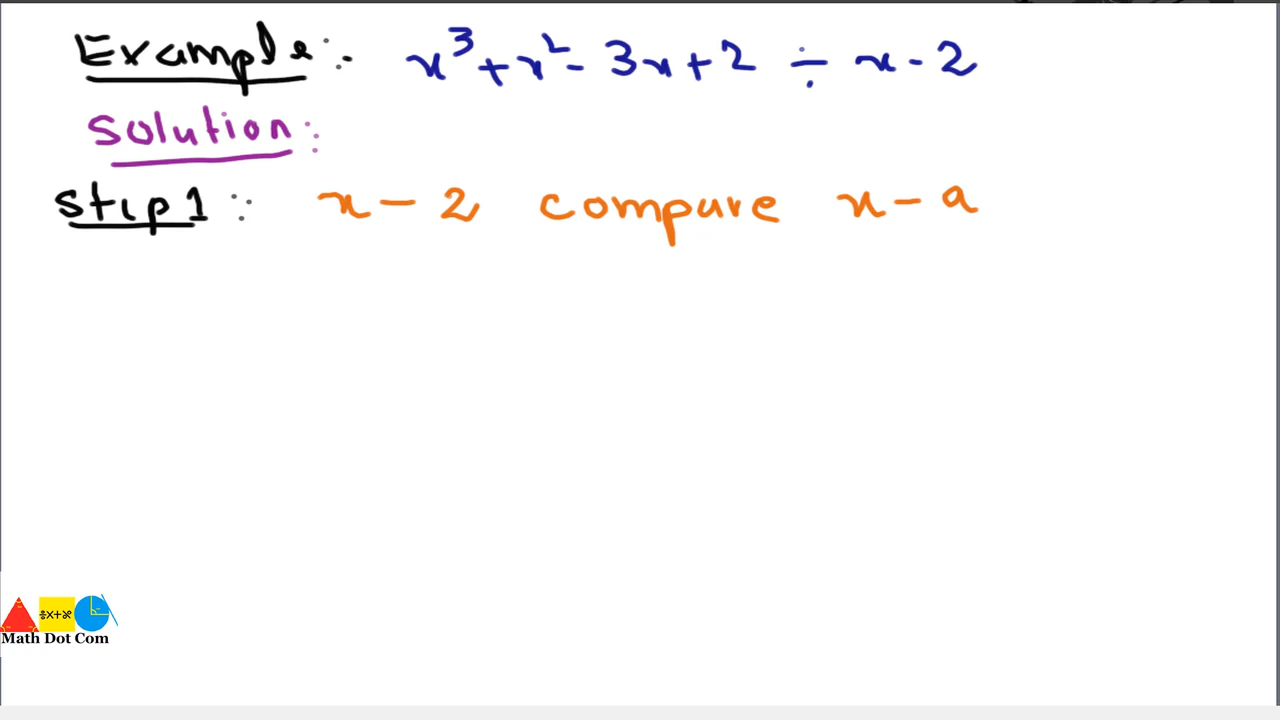 Example:- x³+x²-3x+2 ÷ x-2
Solution:
Step1: x-2 compare x-a
÷×+
Math Dot Com